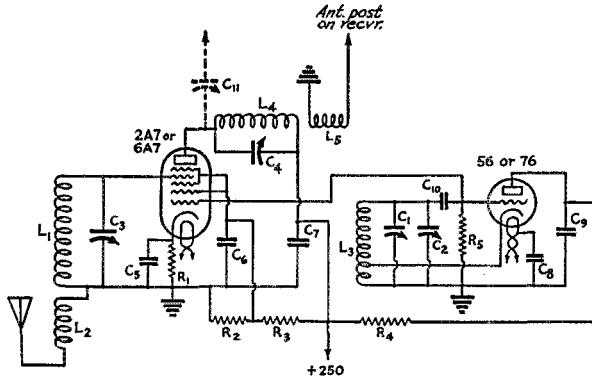 Ant. post
on recvr.
C11
L4
L5
2A7 or
6A7
C4
56 or 76
C10
L1
C3
L3
C1
C2
R5
C9
C5
R1
C6
C7
C8
L2
R2
R3
R4
+250